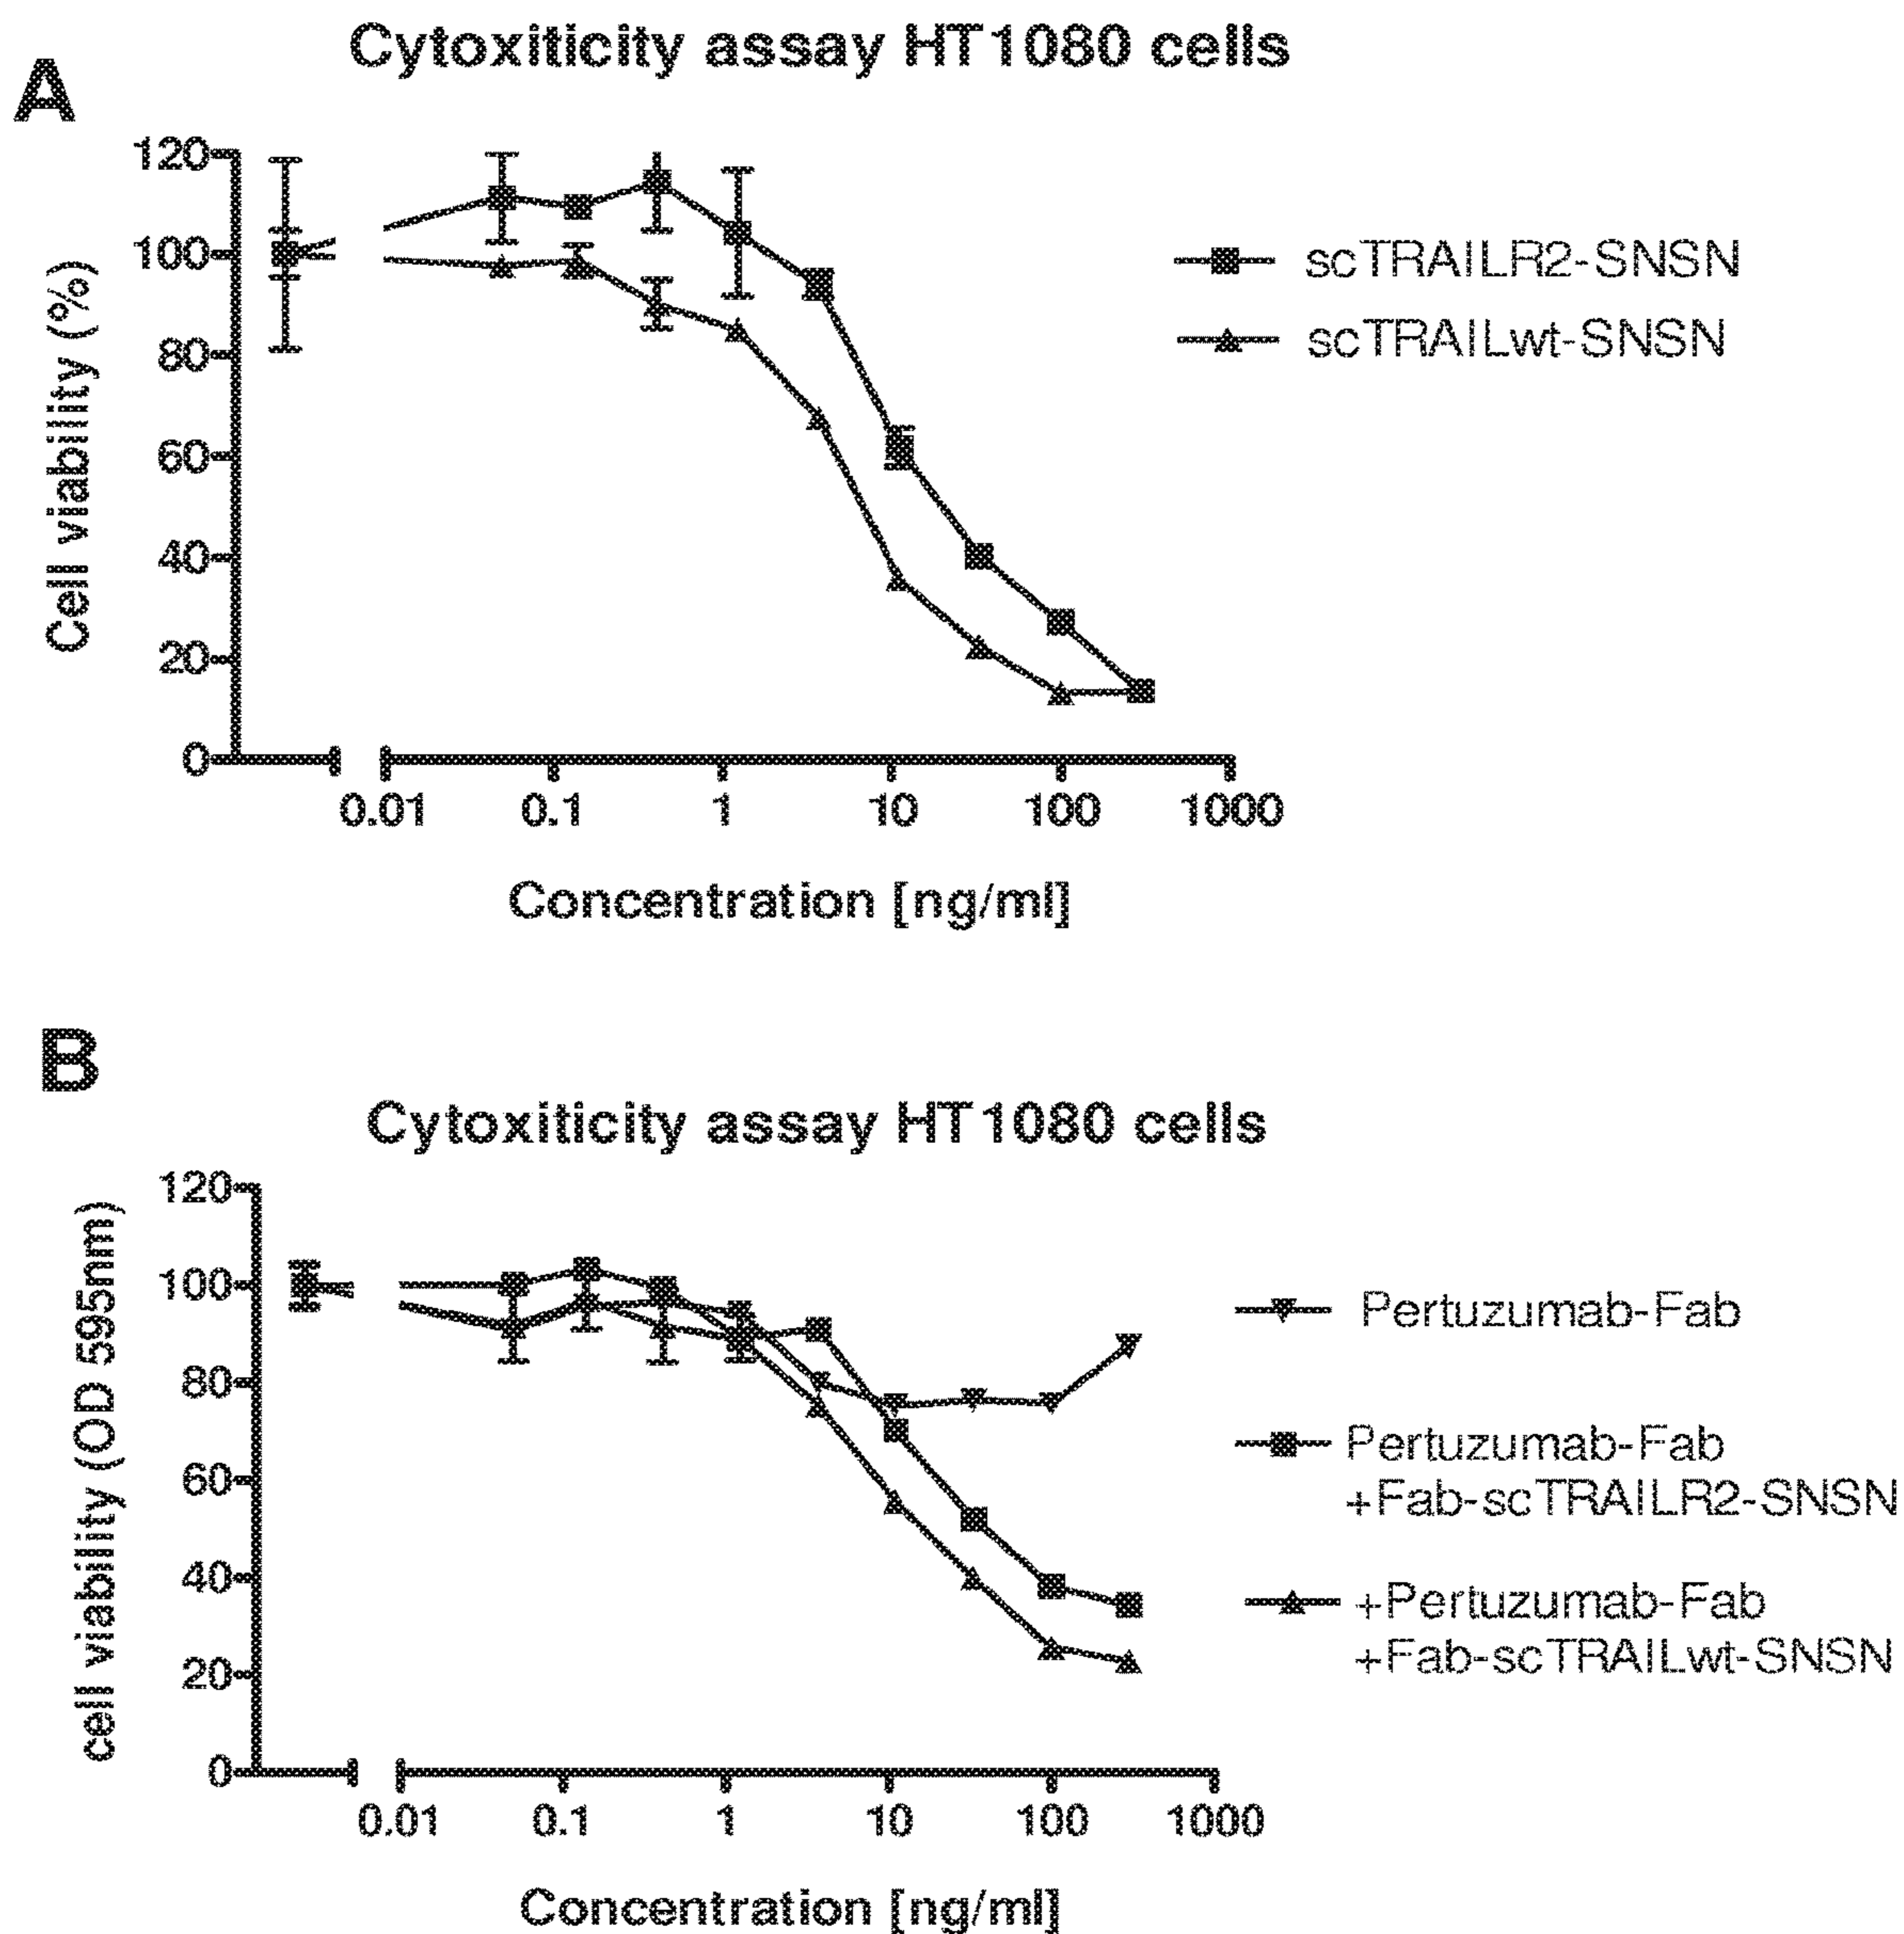 A
Cytoxiticity assay HT1080 cells
120
100
80
60
40
20
0
Cell viability (%)
0.01 0.1 1 10 100 1000
Concentration [ng/ml]
scTRAILR2-SNSN
scTRAILwt-SNSN
B
Cytoxiticity assay HT1080 cells
120
100
80
60
40
20
0
cell viability (OD 595nm)
0.01 0.1 1 10 100 1000
Concentration [ng/ml]
Pertuzumab-Fab
Pertuzumab-Fab
+Fab-scTRAILR2-SNSN
+Pertuzumab-Fab
+Fab-scTRAILwt-SNSN